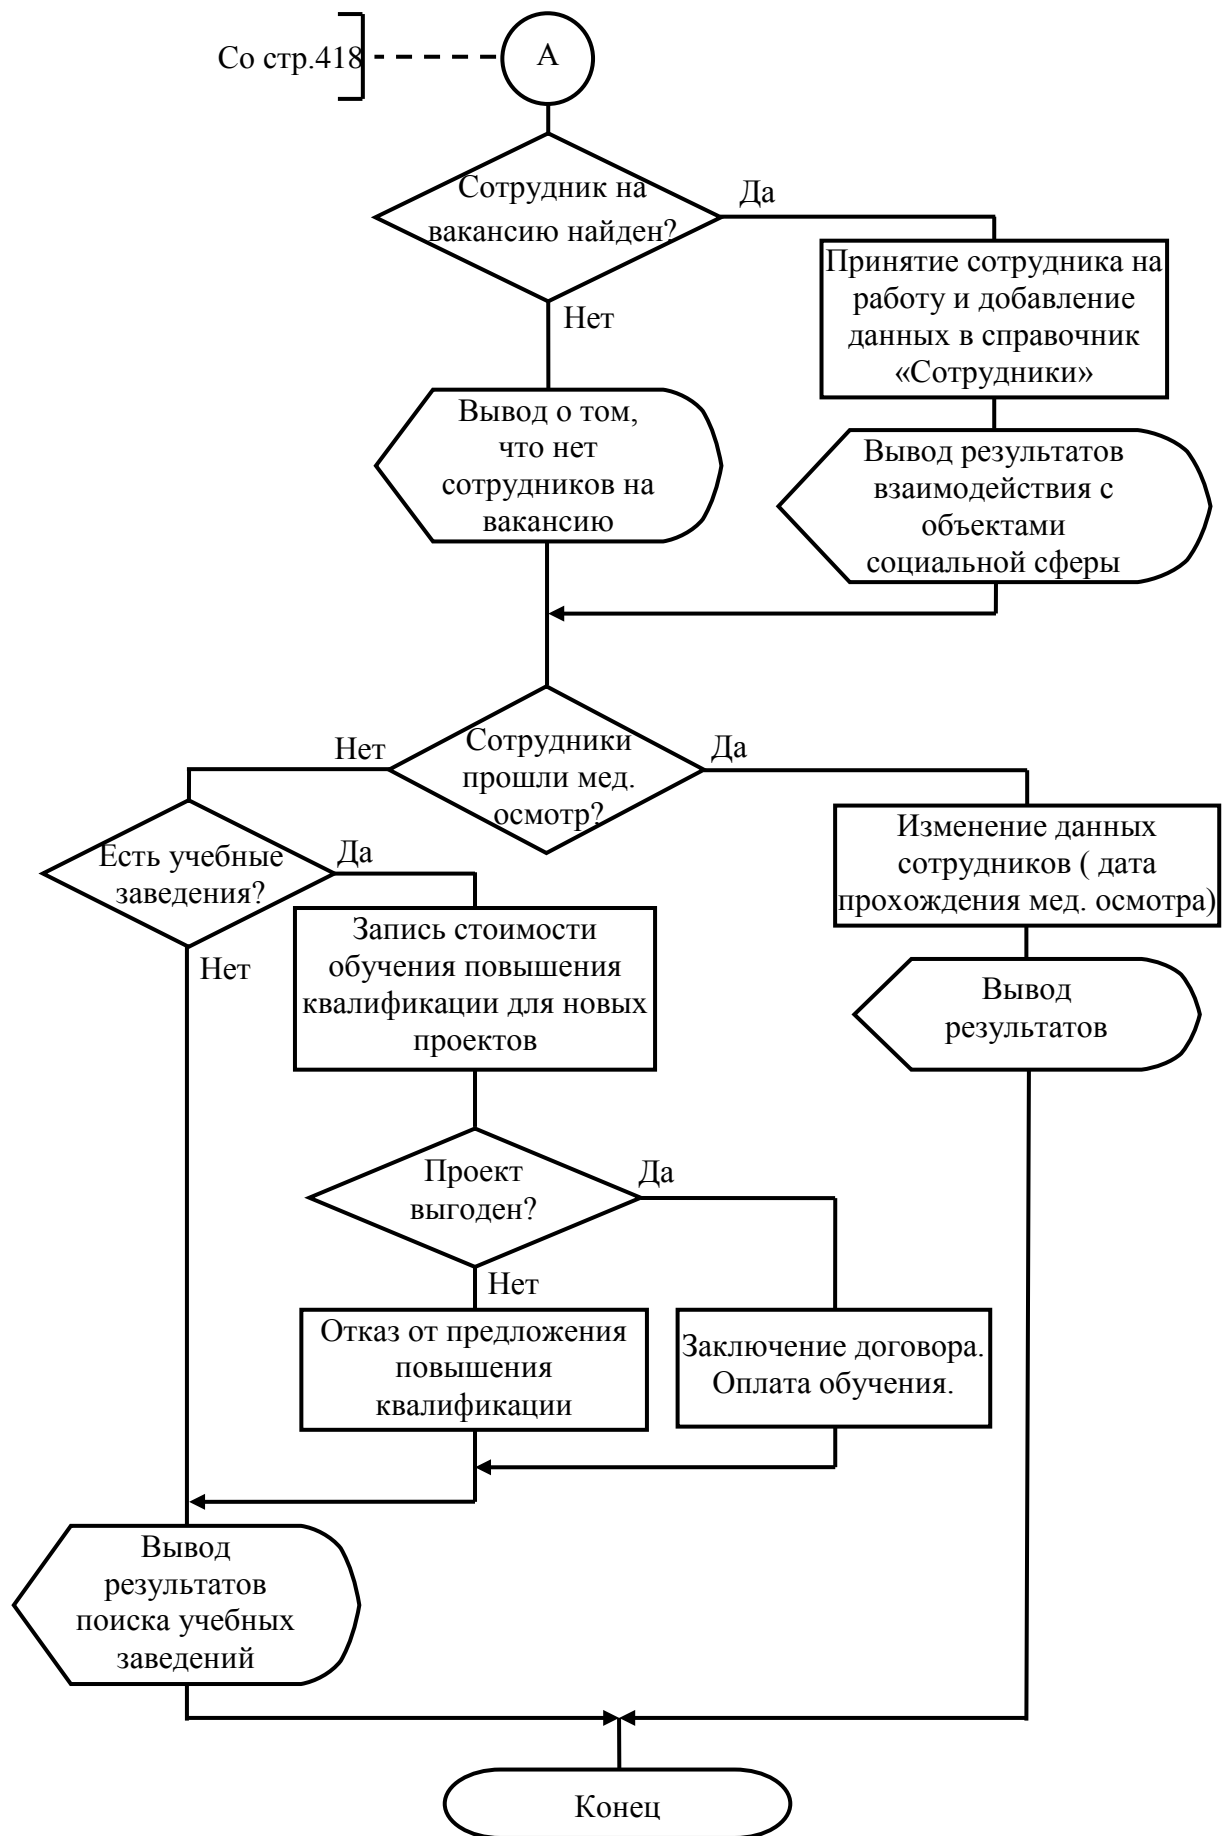 Со стр.418
А
Сотрудник на
вакансию найден?
Да
Принятие сотрудника на
работу и добавление
данных в справочник
«Сотрудники»
Нет
Вывод о том,
что нет
сотрудников на
вакансию
Вывод результатов
взаимодействия с
объектами
социальной сферы
Нет
Сотрудники
прошли мед.
осмотр?
Да
Есть учебные
заведения?
Да
Изменение данных
сотрудников ( дата
прохождения мед. осмотра)
Нет
Запись стоимости
обучения повышения
квалификации для новых
проектов
Вывод
результатов
Проект
выгоден?
Да
Нет
Отказ от предложения
повышения
квалификации
Заключение договора.
Оплата обучения.
Вывод
результатов
поиска учебных
заведений
Конец